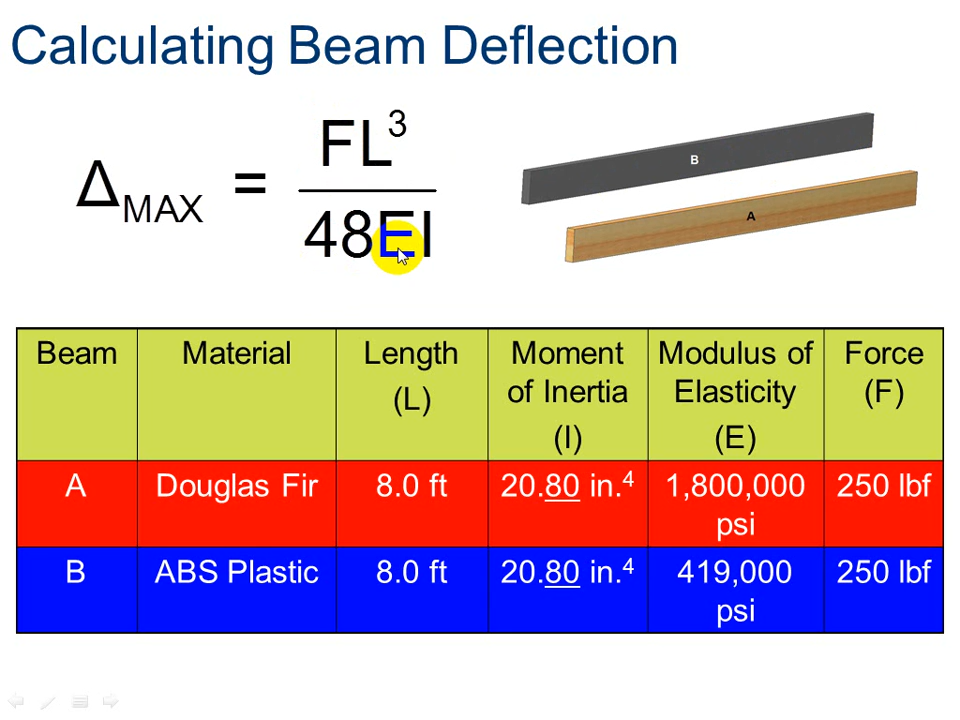 Calculating Beam Deflection
ΔMAX = FL³
48EI
B
A
Beam Material Length (L) Moment of Inertia (I) Modulus of Elasticity (E) Force (F)
A Douglas Fir 8.0 ft 20.80 in.⁴ 1,800,000 psi 250 lbf
B ABS Plastic 8.0 ft 20.80 in.⁴ 419,000 psi 250 lbf